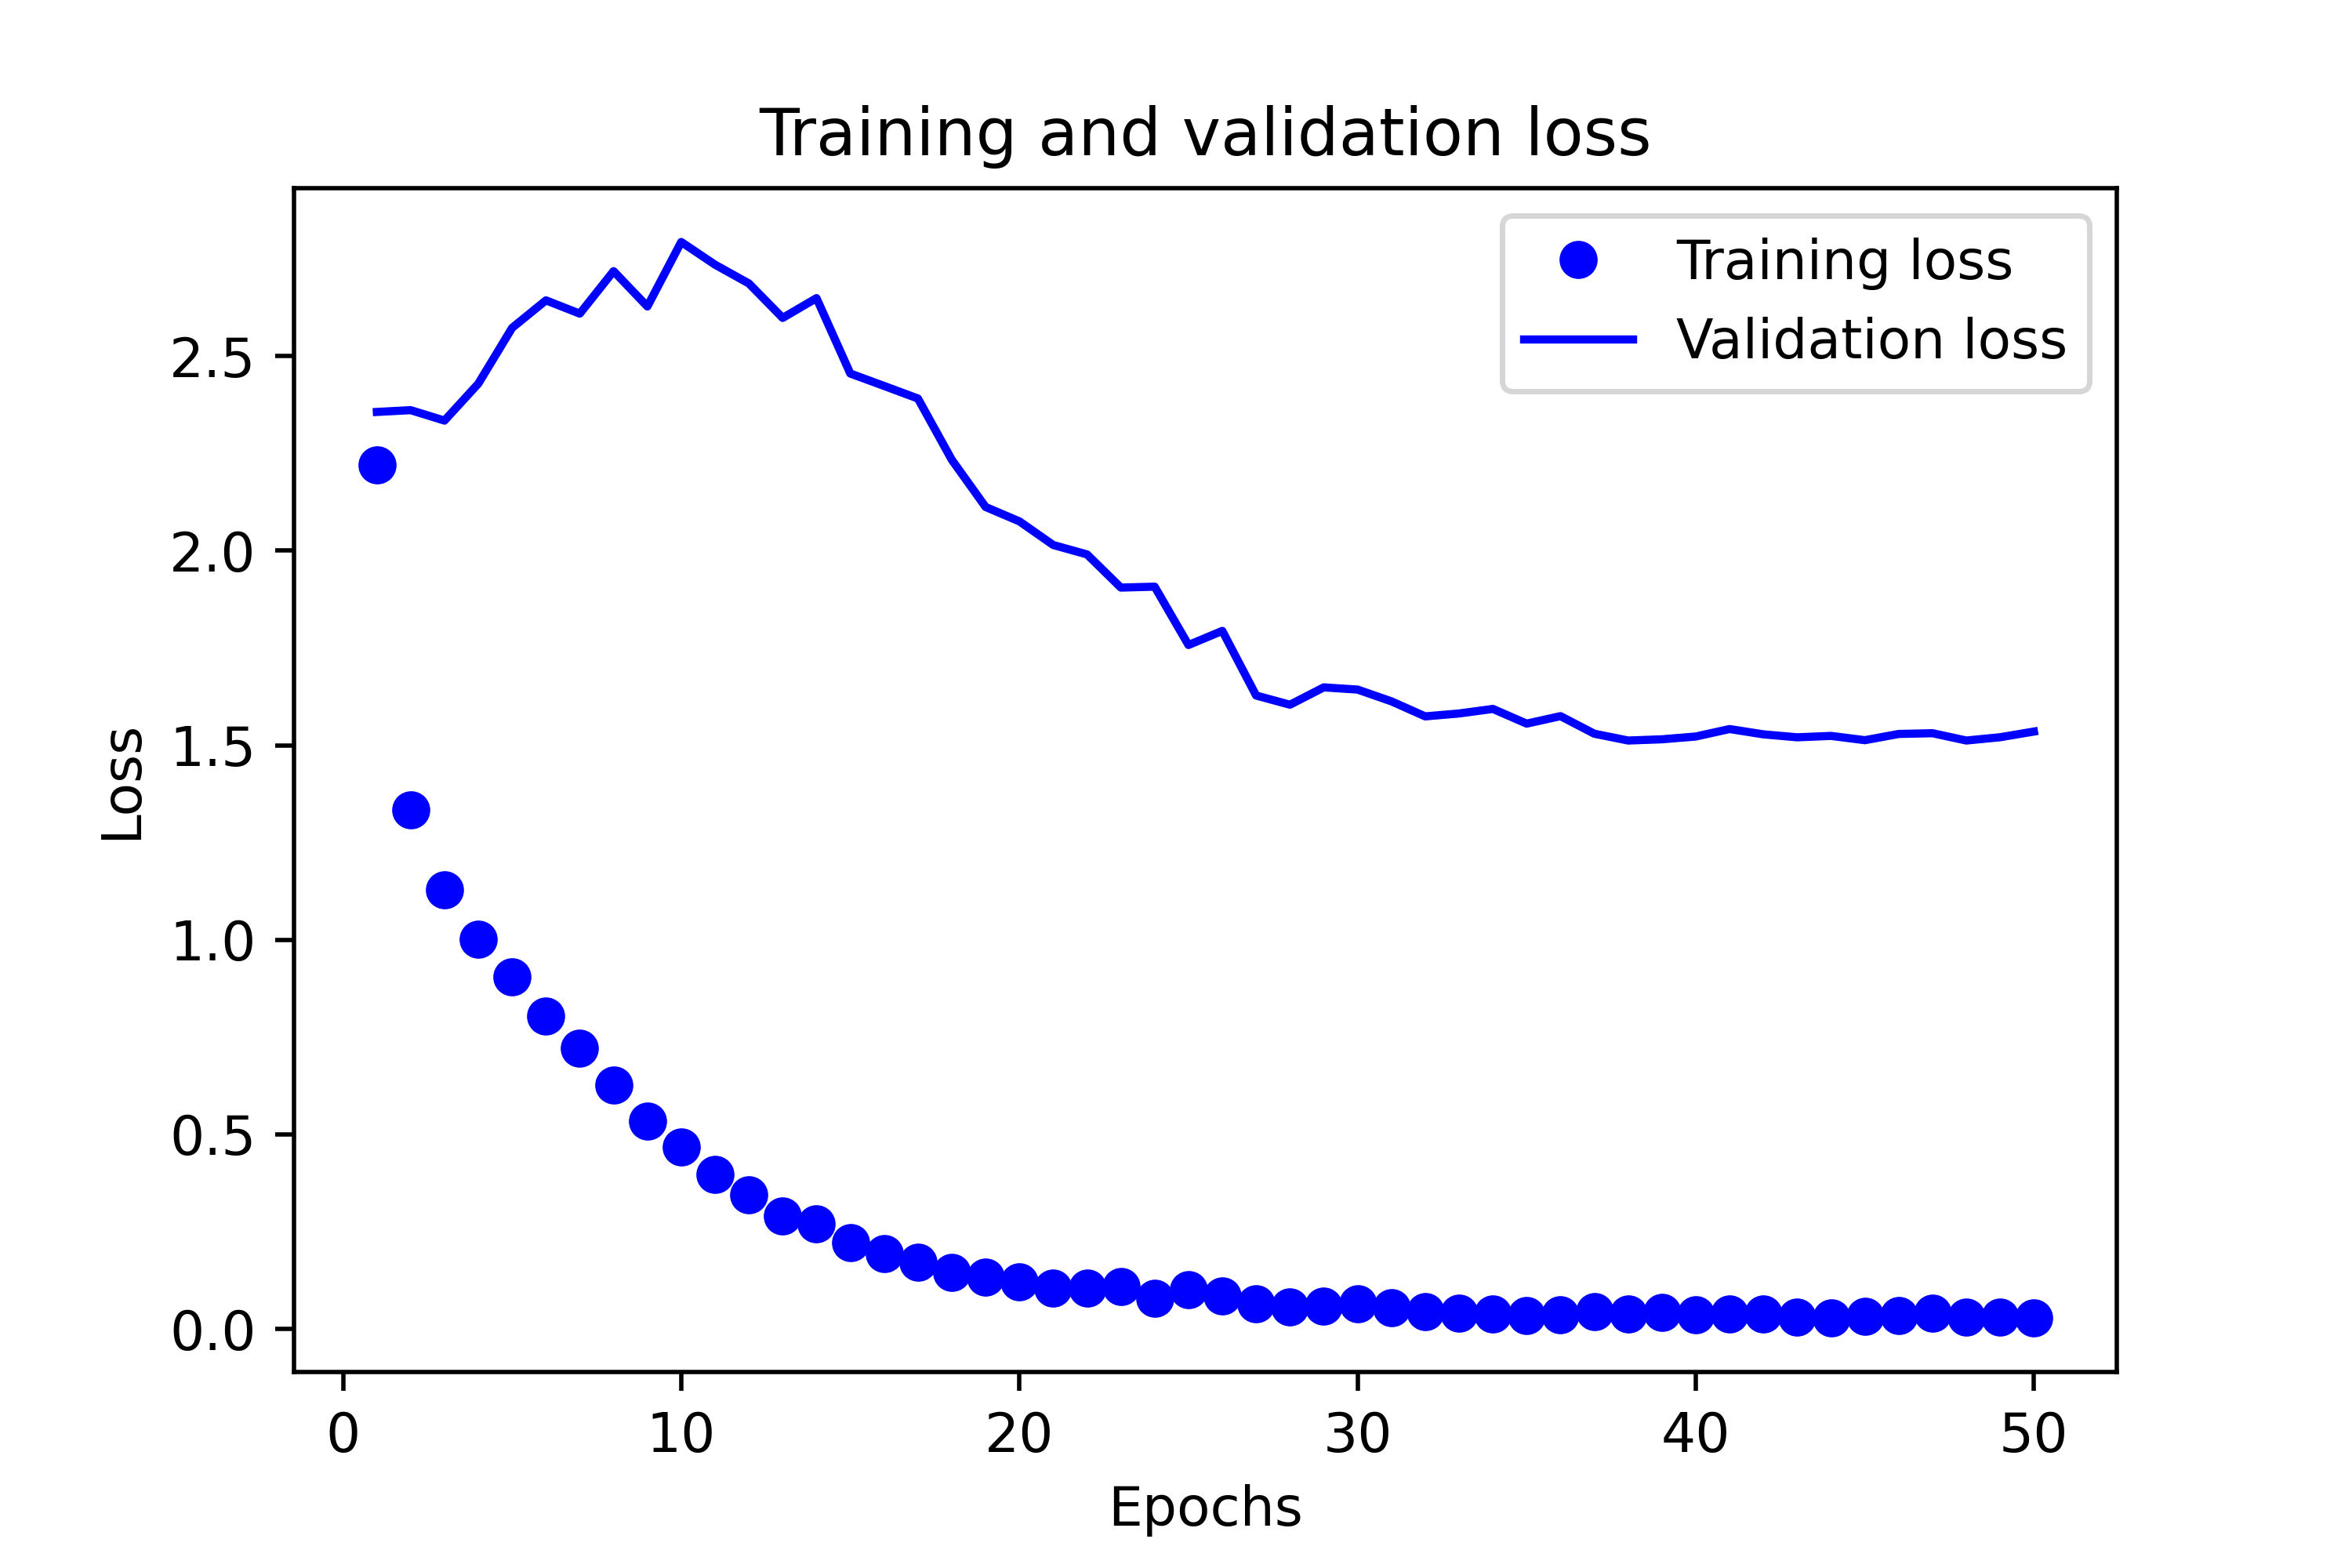 Training and validation loss
Training loss
Validation loss
2.5
2.0
1.5
1.0
0.5
0.0
Loss
0 10 20 30 40 50
Epochs